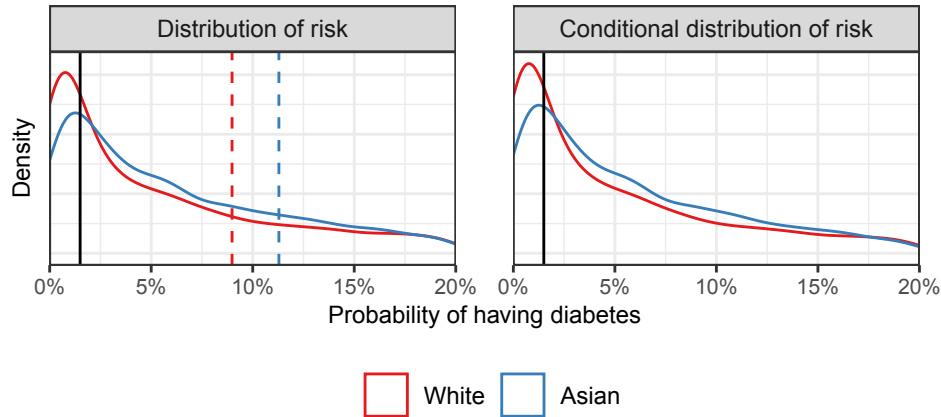 Distribution of risk
Conditional distribution of risk
Density
0% 5% 10% 15% 20%
0% 5% 10% 15% 20%
Probability of having diabetes
White Asian